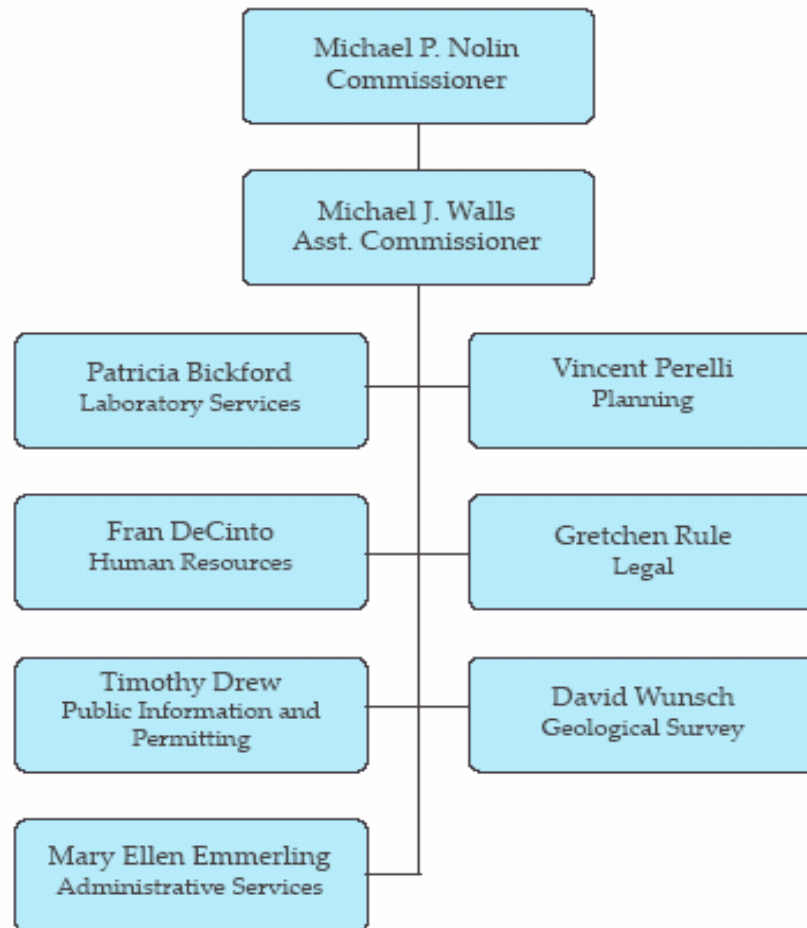 Michael P. Nolin
Commissioner
Michael J. Walls
Asst. Commissioner
Patricia Bickford
Laboratory Services
Vincent Perelli
Planning
Fran DeCinto
Human Resources
Gretchen Rule
Legal
Timothy Drew
Public Information and
Permitting
David Wunsch
Geological Survey
Mary Ellen Emmerling
Administrative Services